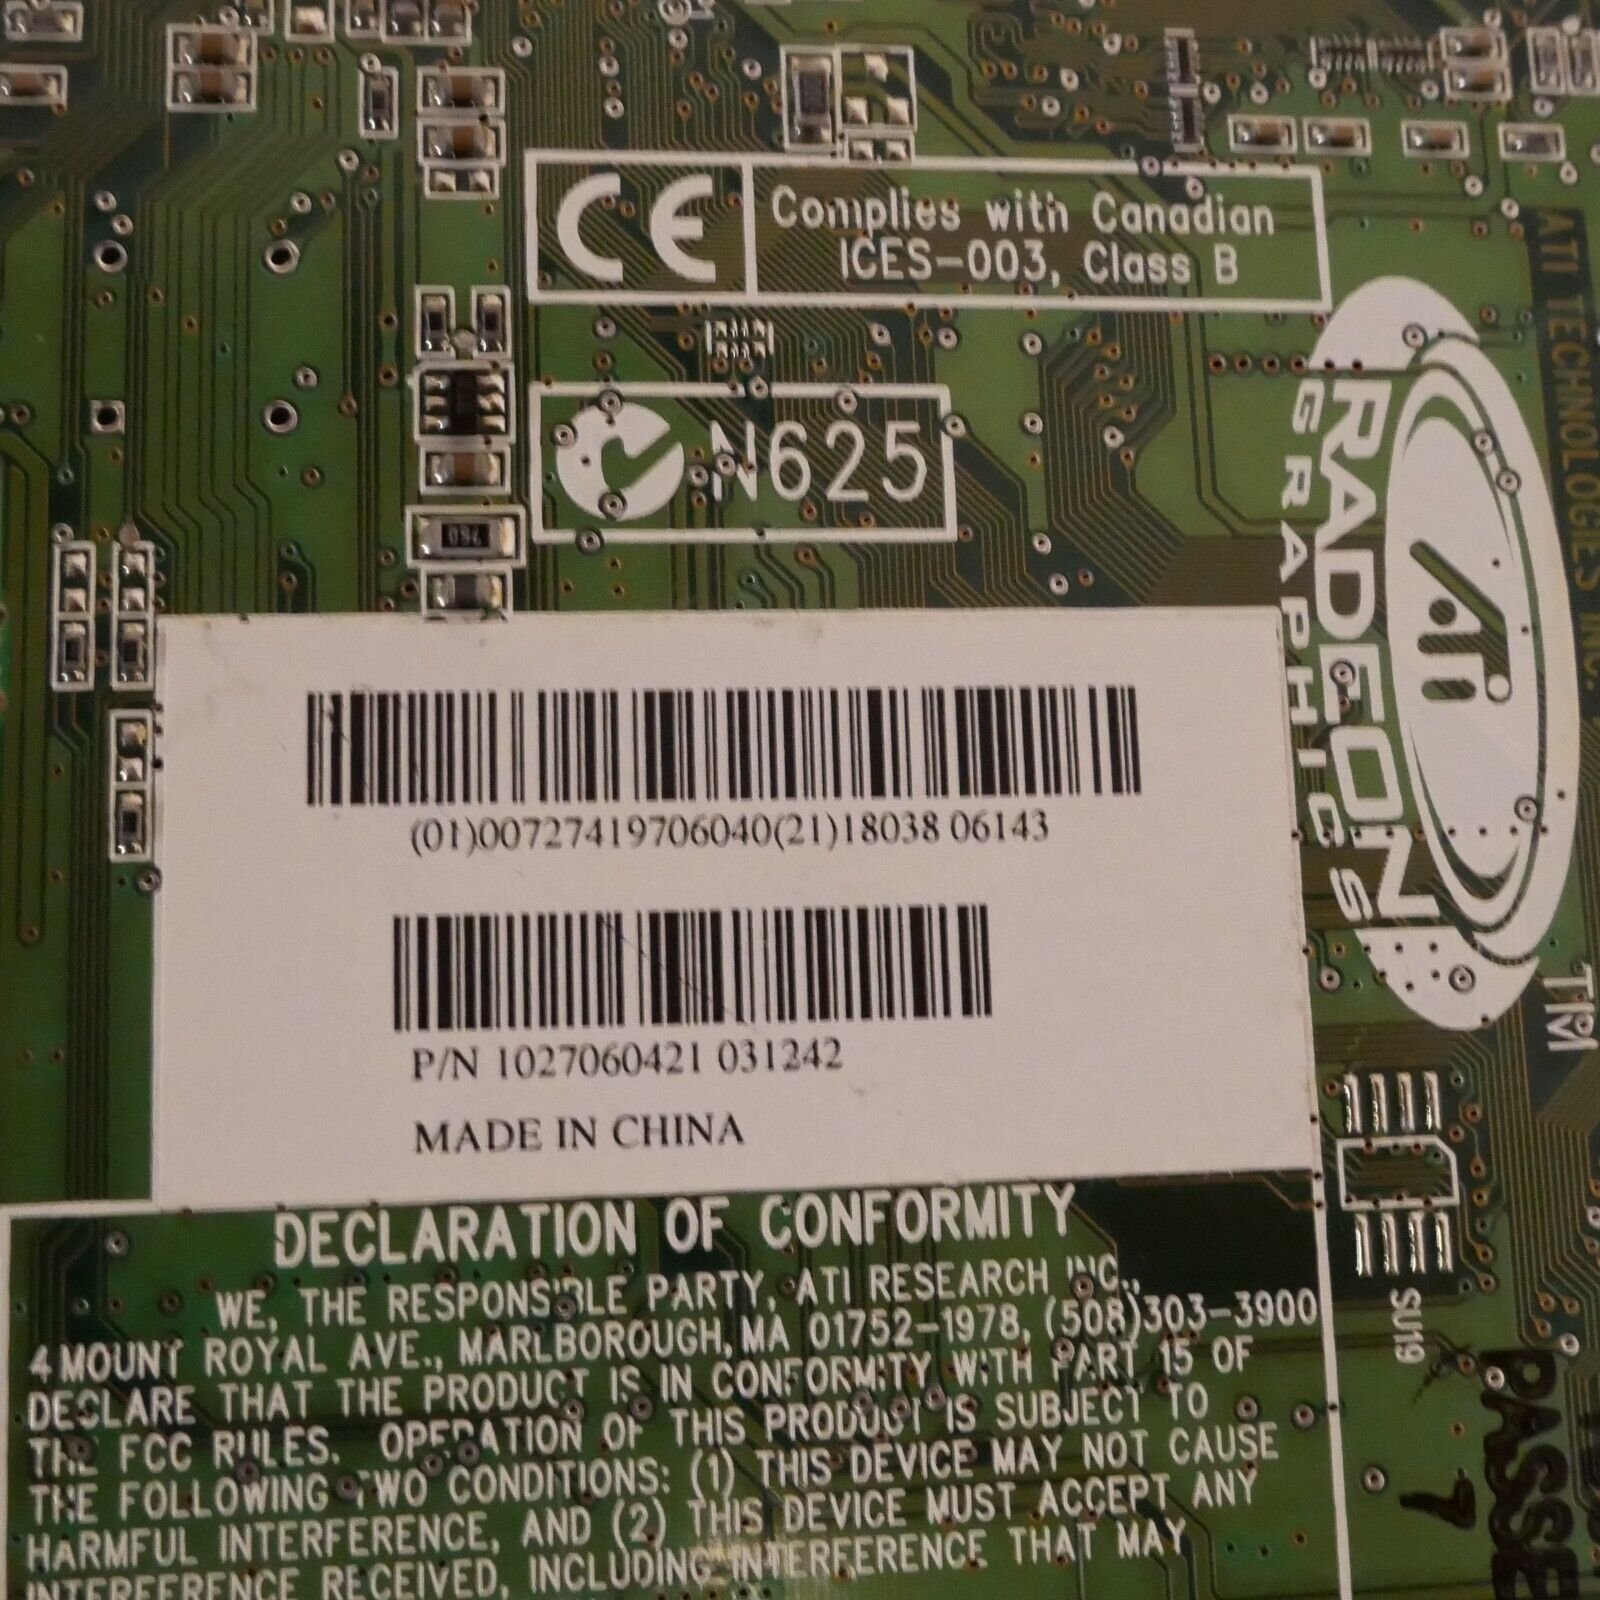 CE
Complies with Canadian
ICES-003, Class B
N625
ATI TECHNOLOGIES INC.
RADEON
GRAPHICS
ATi
TM
(01)00727419706040(21)18038 06143
P/N 1027060421 031242
MADE IN CHINA
DECLARATION OF CONFORMITY
WE, THE RESPONSIBLE PARTY, ATI RESEARCH INC.,
4 MOUNT ROYAL AVE., MARLBOROUGH, MA 01752-1978, (508)303-3900
DECLARE THAT THE PRODUCT IS IN CONFORMITY WITH PART 15 OF
THE FCC RULES. OPERATION OF THIS PRODUCT IS SUBJECT TO
THE FOLLOWING TWO CONDITIONS: (1) THIS DEVICE MAY NOT CAUSE
HARMFUL INTERFERENCE, AND (2) THIS DEVICE MUST ACCEPT ANY
INTERFERENCE RECEIVED, INCLUDING INTERFERENCE THAT MAY
SU19
PASSE
7